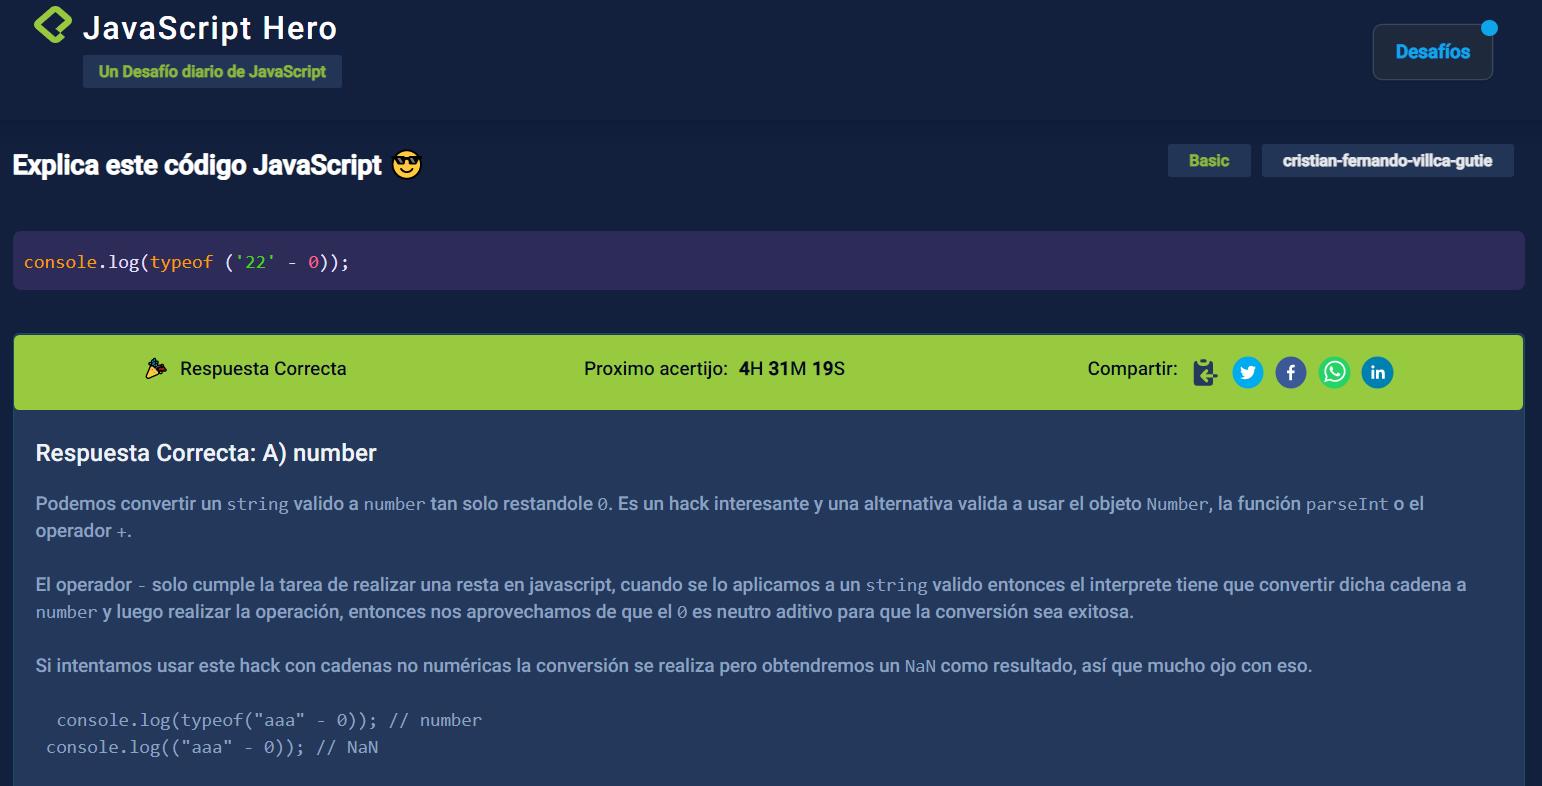 JavaScript Hero
Un Desafío diario de JavaScript
Desafíos
Explica este código JavaScript 😎
Basic
cristian-fernando-villca-gutie
console.log(typeof ('22' - 0));
🎉 Respuesta Correcta
Proximo acertijo: 4H 31M 19S
Compartir:
Respuesta Correcta: A) number
Podemos convertir un string valido a number tan solo restandole 0. Es un hack interesante y una alternativa valida a usar el objeto Number, la función parseInt o el
operador +.
El operador - solo cumple la tarea de realizar una resta en javascript, cuando se lo aplicamos a un string valido entonces el interprete tiene que convertir dicha cadena a
number y luego realizar la operación, entonces nos aprovechamos de que el 0 es neutro aditivo para que la conversión sea exitosa.
Si intentamos usar este hack con cadenas no numéricas la conversión se realiza pero obtendremos un NaN como resultado, así que mucho ojo con eso.
console.log(typeof("aaa" - 0)); // number
console.log(("aaa" - 0)); // NaN